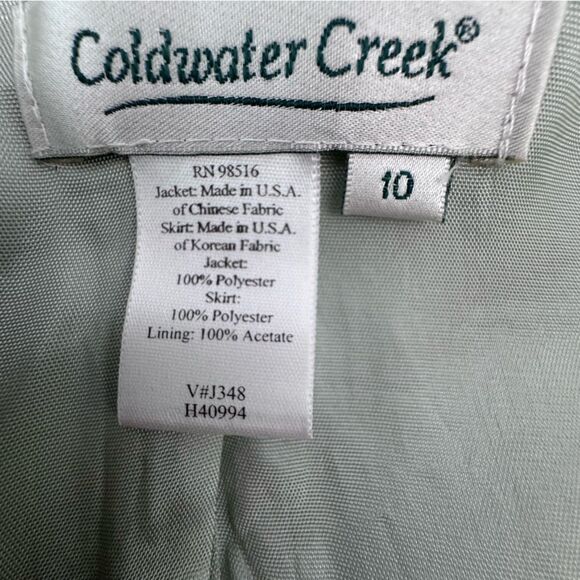 Coldwater Creek®
10
RN 98516
Jacket: Made in U.S.A.
of Chinese Fabric
Skirt: Made in U.S.A.
of Korean Fabric
Jacket:
100% Polyester
Skirt:
100% Polyester
Lining: 100% Acetate
V#J348
H40994